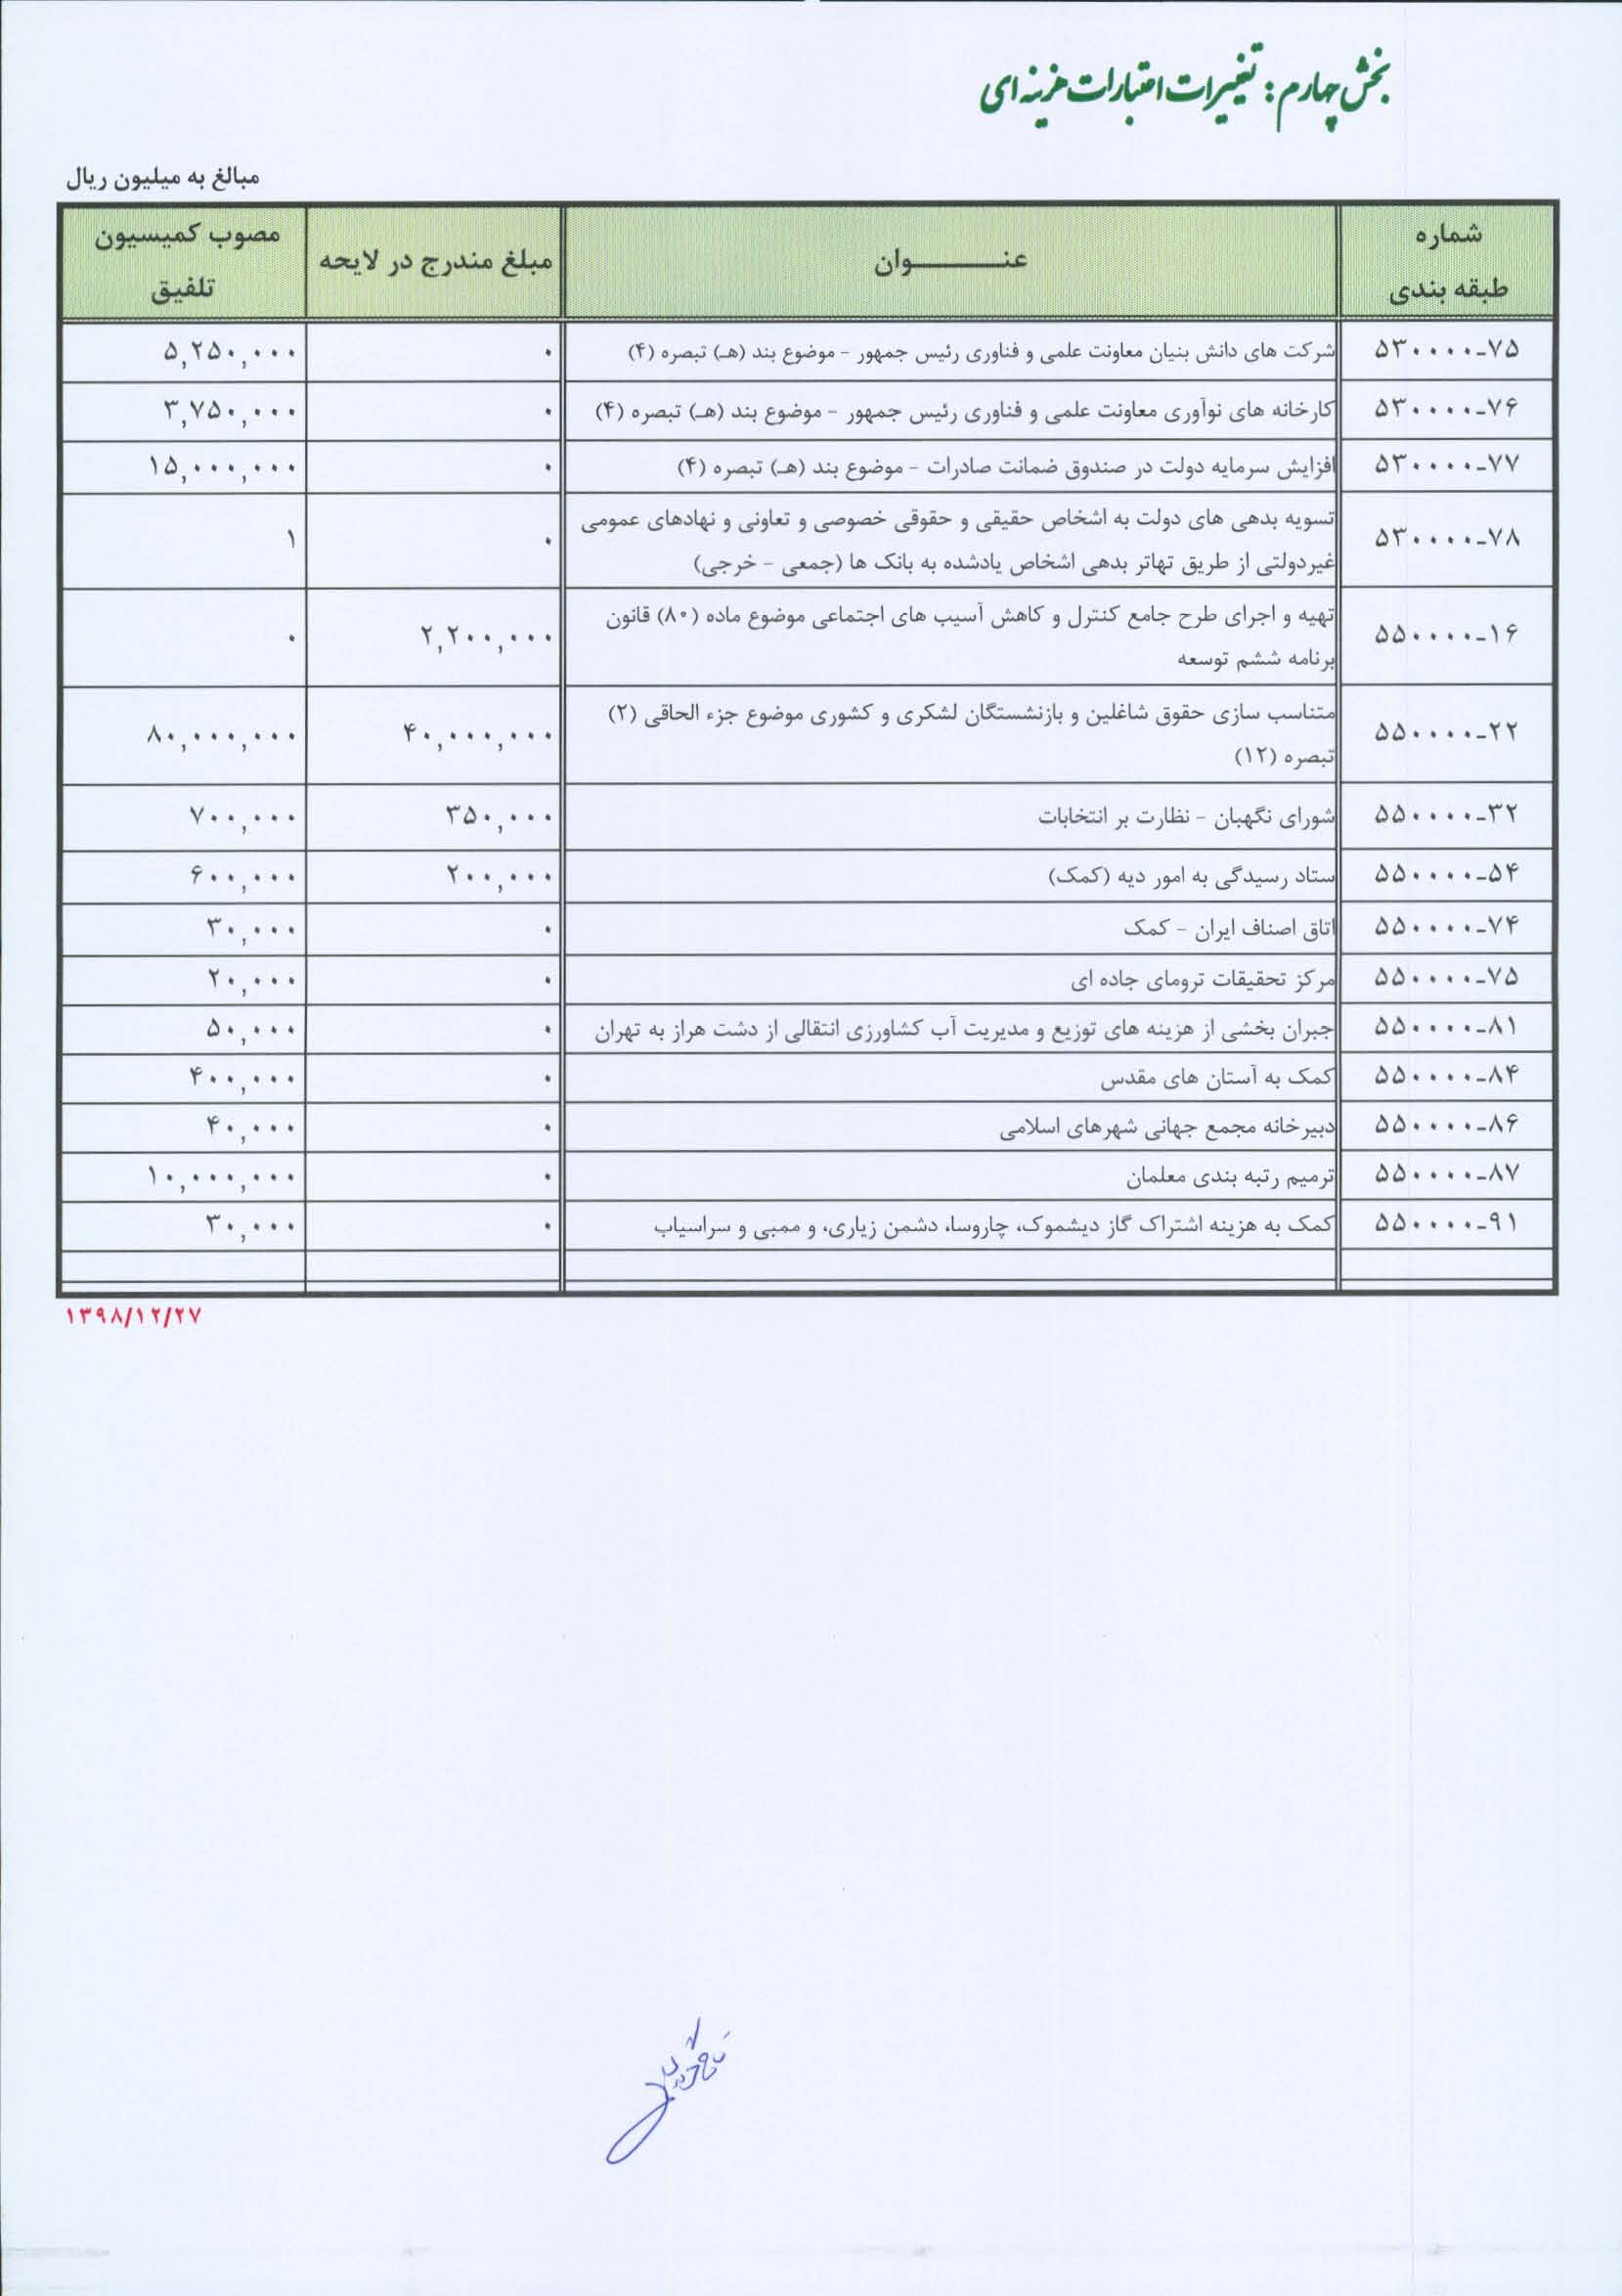 بخش چهارم: تغییرات اعتبارات هزینه ای
مبالغ به میلیون ریال
شماره طبقه بندی عنـــــــــوان مبلغ مندرج در لایحه مصوب کمیسیون تلفیق
۵۳۰۰۰۰-۷۵ شرکت های دانش بنیان معاونت علمی و فناوری رئیس جمهور - موضوع بند (هـ) تبصره (۴) ۰ ۵,۲۵۰,۰۰۰
۵۳۰۰۰۰-۷۶ کارخانه های نوآوری معاونت علمی و فناوری رئیس جمهور - موضوع بند (هـ) تبصره (۴) ۰ ۳,۷۵۰,۰۰۰
۵۳۰۰۰۰-۷۷ افزایش سرمایه دولت در صندوق ضمانت صادرات - موضوع بند (هـ) تبصره (۴) ۰ ۱۵,۰۰۰,۰۰۰
۵۳۰۰۰۰-۷۸ تسویه بدهی های دولت به اشخاص حقیقی و حقوقی خصوصی و تعاونی و نهادهای عمومی
غیردولتی از طریق تهاتر بدهی اشخاص یادشده به بانک ها (جمعی - خرجی) ۰ ۱
۵۵۰۰۰۰-۱۶ تهیه و اجرای طرح جامع کنترل و کاهش آسیب های اجتماعی موضوع ماده (۸۰) قانون
برنامه ششم توسعه ۲,۲۰۰,۰۰۰ ۰
۵۵۰۰۰۰-۲۲ متناسب سازی حقوق شاغلین و بازنشستگان لشکری و کشوری موضوع جزء الحاقی (۲)
تبصره (۱۲) ۴۰,۰۰۰,۰۰۰ ۸۰,۰۰۰,۰۰۰
۵۵۰۰۰۰-۳۲ شورای نگهبان - نظارت بر انتخابات ۳۵۰,۰۰۰ ۷۰۰,۰۰۰
۵۵۰۰۰۰-۵۴ ستاد رسیدگی به امور دیه (کمک) ۲۰۰,۰۰۰ ۶۰۰,۰۰۰
۵۵۰۰۰۰-۷۴ اتاق اصناف ایران - کمک ۰ ۳۰,۰۰۰
۵۵۰۰۰۰-۷۵ مرکز تحقیقات ترومای جاده ای ۰ ۲۰,۰۰۰
۵۵۰۰۰۰-۸۱ جبران بخشی از هزینه های توزیع و مدیریت آب کشاورزی انتقالی از دشت هراز به تهران ۰ ۵۰,۰۰۰
۵۵۰۰۰۰-۸۴ کمک به آستان های مقدس ۰ ۴۰۰,۰۰۰
۵۵۰۰۰۰-۸۶ دبیرخانه مجمع جهانی شهرهای اسلامی ۰ ۴۰,۰۰۰
۵۵۰۰۰۰-۸۷ ترمیم رتبه بندی معلمان ۰ ۱۰,۰۰۰,۰۰۰
۵۵۰۰۰۰-۹۱ کمک به هزینه اشتراک گاز دیشموک، چاروسا، دشمن زیاری، و ممبی و سراسیاب ۰ ۳۰,۰۰۰
۱۳۹۸/۱۲/۲۷